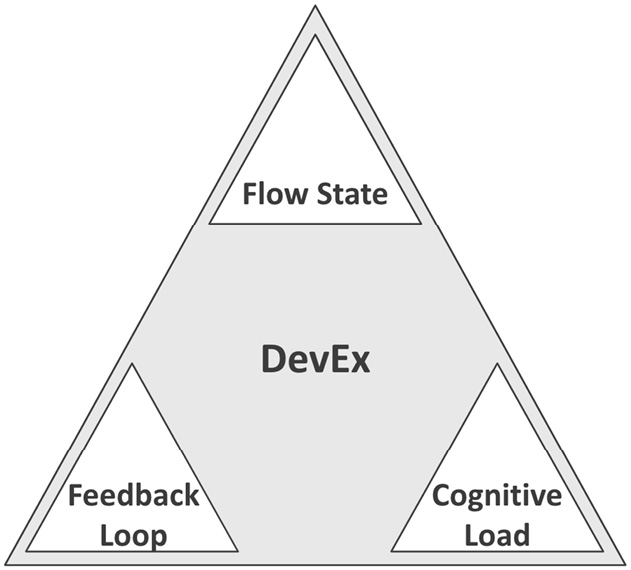 Flow State
DevEx
Feedback
Loop
Cognitive
Load